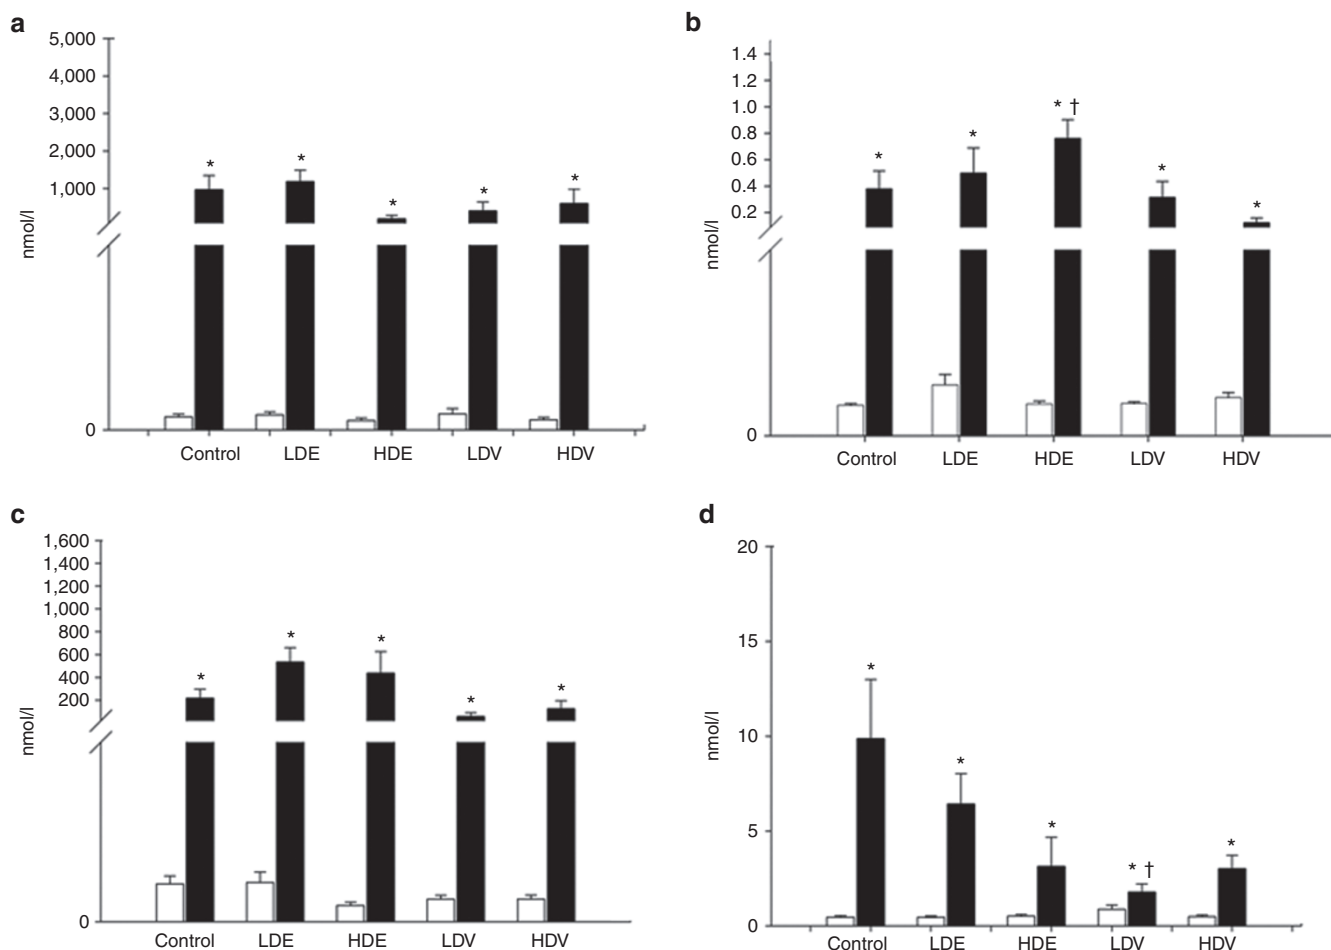 a
5,000
4,000
3,000
2,000
1,000
0
nmol/l
* * * * *
Control LDE HDE LDV HDV
b
1.4
1.2
1.0
0.8
0.6
0.4
0.2
0
nmol/l
* * * † * *
Control LDE HDE LDV HDV
c
1,600
1,400
1,200
1,000
800
600
400
200
0
nmol/l
* * * * *
Control LDE HDE LDV HDV
d
20
15
10
5
0
nmol/l
* * * * † *
Control LDE HDE LDV HDV